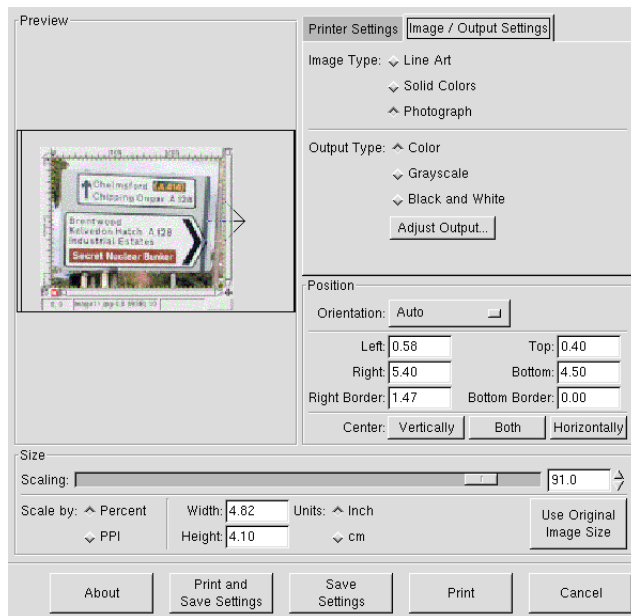 Preview
Printer Settings
Image / Output Settings
Image Type:
Line Art
Solid Colors
Photograph
Output Type:
Color
Grayscale
Black and White
Adjust Output...
Chelmsford A 414
Chipping Ongar A 128
Brentwood
Kelvedon Hatch A 128
Industrial Estates
Secret Nuclear Bunker
Position
Orientation: Auto
Left: 0.58
Top: 0.40
Right: 5.40
Bottom: 4.50
Right Border: 1.47
Bottom Border: 0.00
Center: Vertically Both Horizontally
Size
Scaling: 91.0
Scale by: Percent
PPI
Width: 4.82
Height: 4.10
Units: Inch
cm
Use Original
Image Size
About
Print and
Save Settings
Save
Settings
Print
Cancel